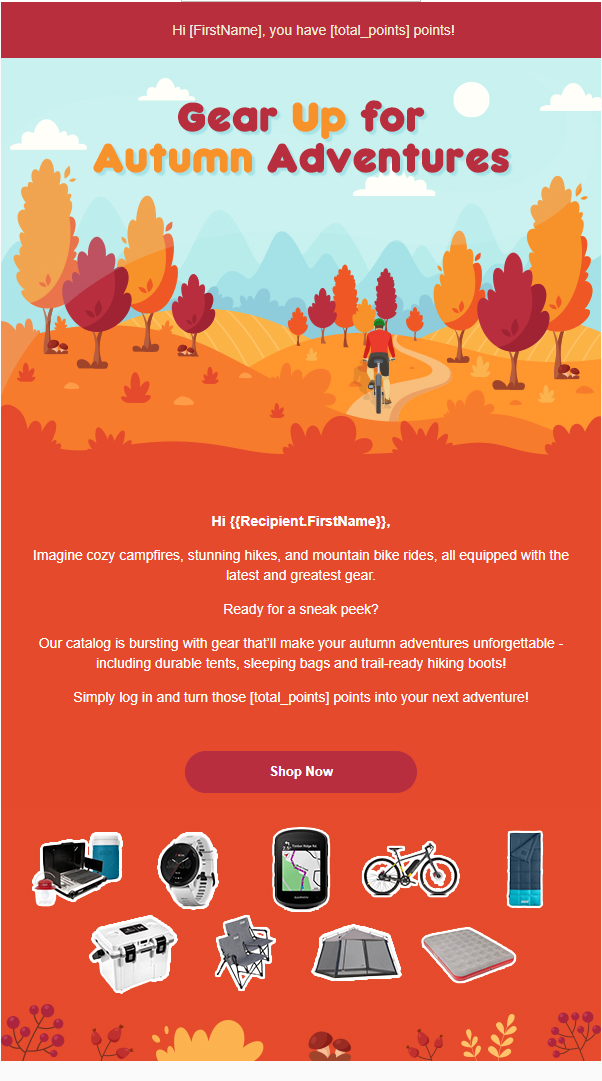 Hi [FirstName], you have [total_points] points!
Gear Up for
Autumn Adventures
Hi {{Recipient.FirstName}},
Imagine cozy campfires, stunning hikes, and mountain bike rides, all equipped with the
latest and greatest gear.
Ready for a sneak peek?
Our catalog is bursting with gear that’ll make your autumn adventures unforgettable -
including durable tents, sleeping bags and trail-ready hiking boots!
Simply log in and turn those [total_points] points into your next adventure!
Shop Now
GARMIN